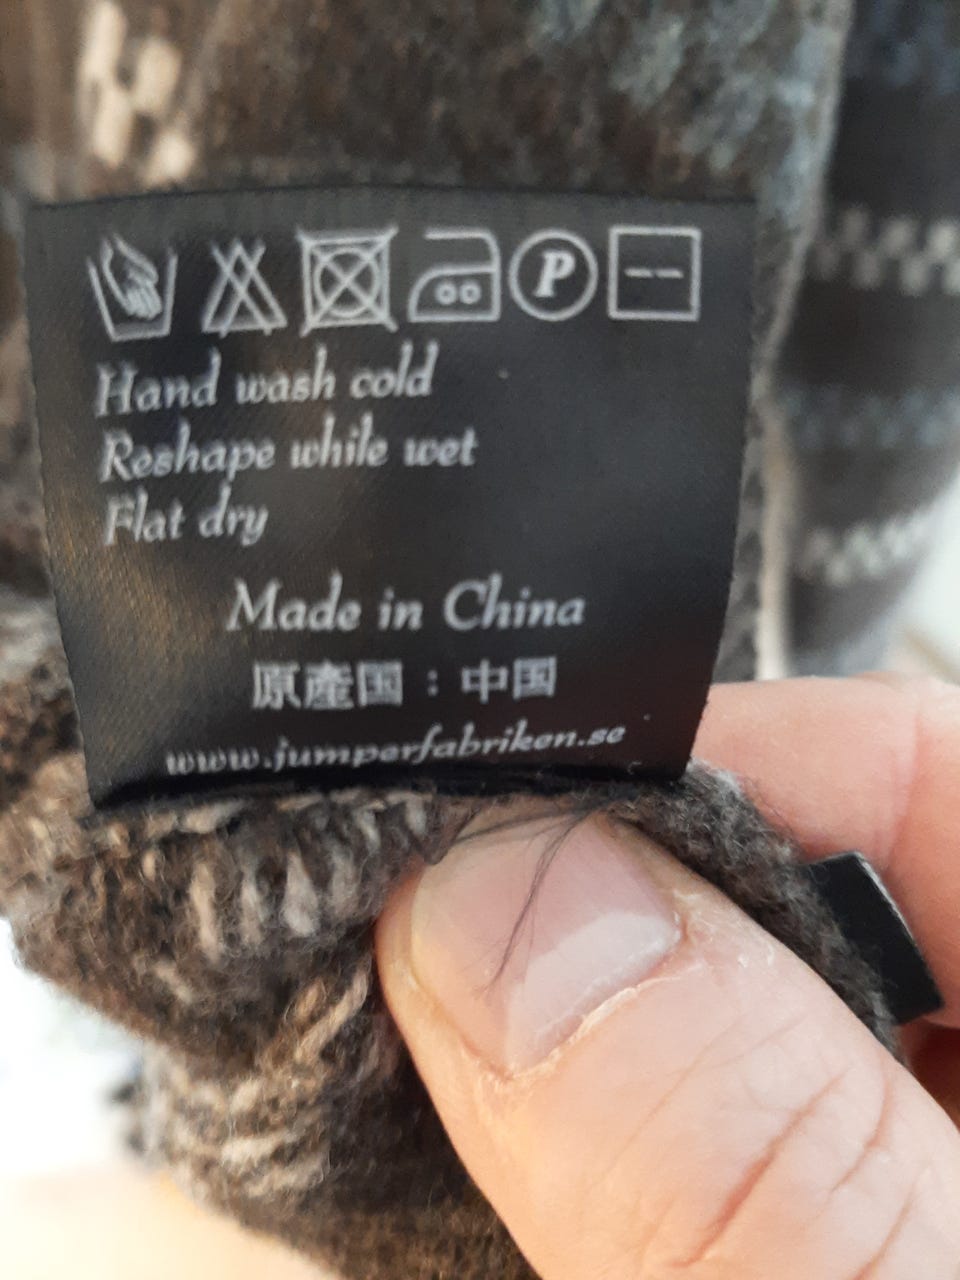 P
Hand wash cold
Reshape while wet
Flat dry
Made in China
原産国：中国
www.jumperfabriken.se